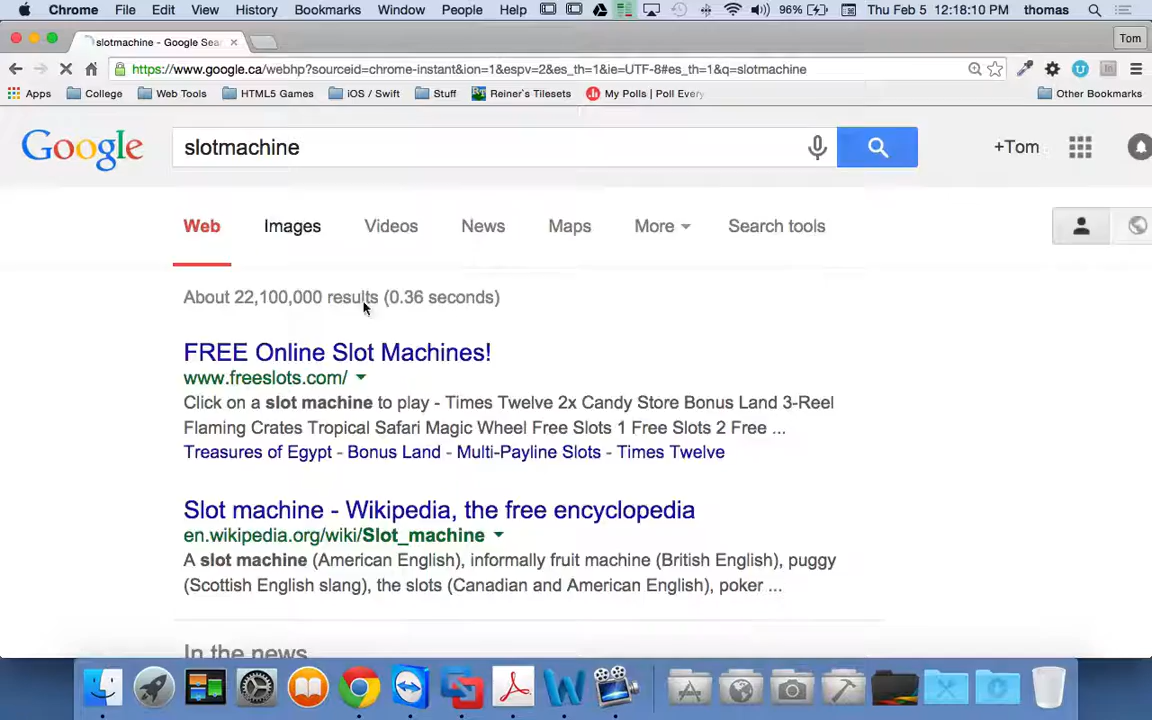 Chrome File Edit View History Bookmarks Window People Help 96% Thu Feb 5 12:18:10 PM thomas
slotmachine - Google Sea Tom
https://www.google.ca/webhp?sourceid=chrome-instant&ion=1&espv=2&es_th=1&ie=UTF-8#es_th=1&q=slotmachine
Apps College Web Tools HTML5 Games iOS / Swift Stuff Reiner's Tilesets My Polls | Poll Every Other Bookmarks
Google slotmachine +Tom
Web Images Videos News Maps More Search tools
About 22,100,000 results (0.36 seconds)
FREE Online Slot Machines!
www.freeslots.com/
Click on a slot machine to play - Times Twelve 2x Candy Store Bonus Land 3-Reel
Flaming Crates Tropical Safari Magic Wheel Free Slots 1 Free Slots 2 Free ...
Treasures of Egypt - Bonus Land - Multi-Payline Slots - Times Twelve
Slot machine - Wikipedia, the free encyclopedia
en.wikipedia.org/wiki/Slot_machine
A slot machine (American English), informally fruit machine (British English), puggy
(Scottish English slang), the slots (Canadian and American English), poker ...
In the news